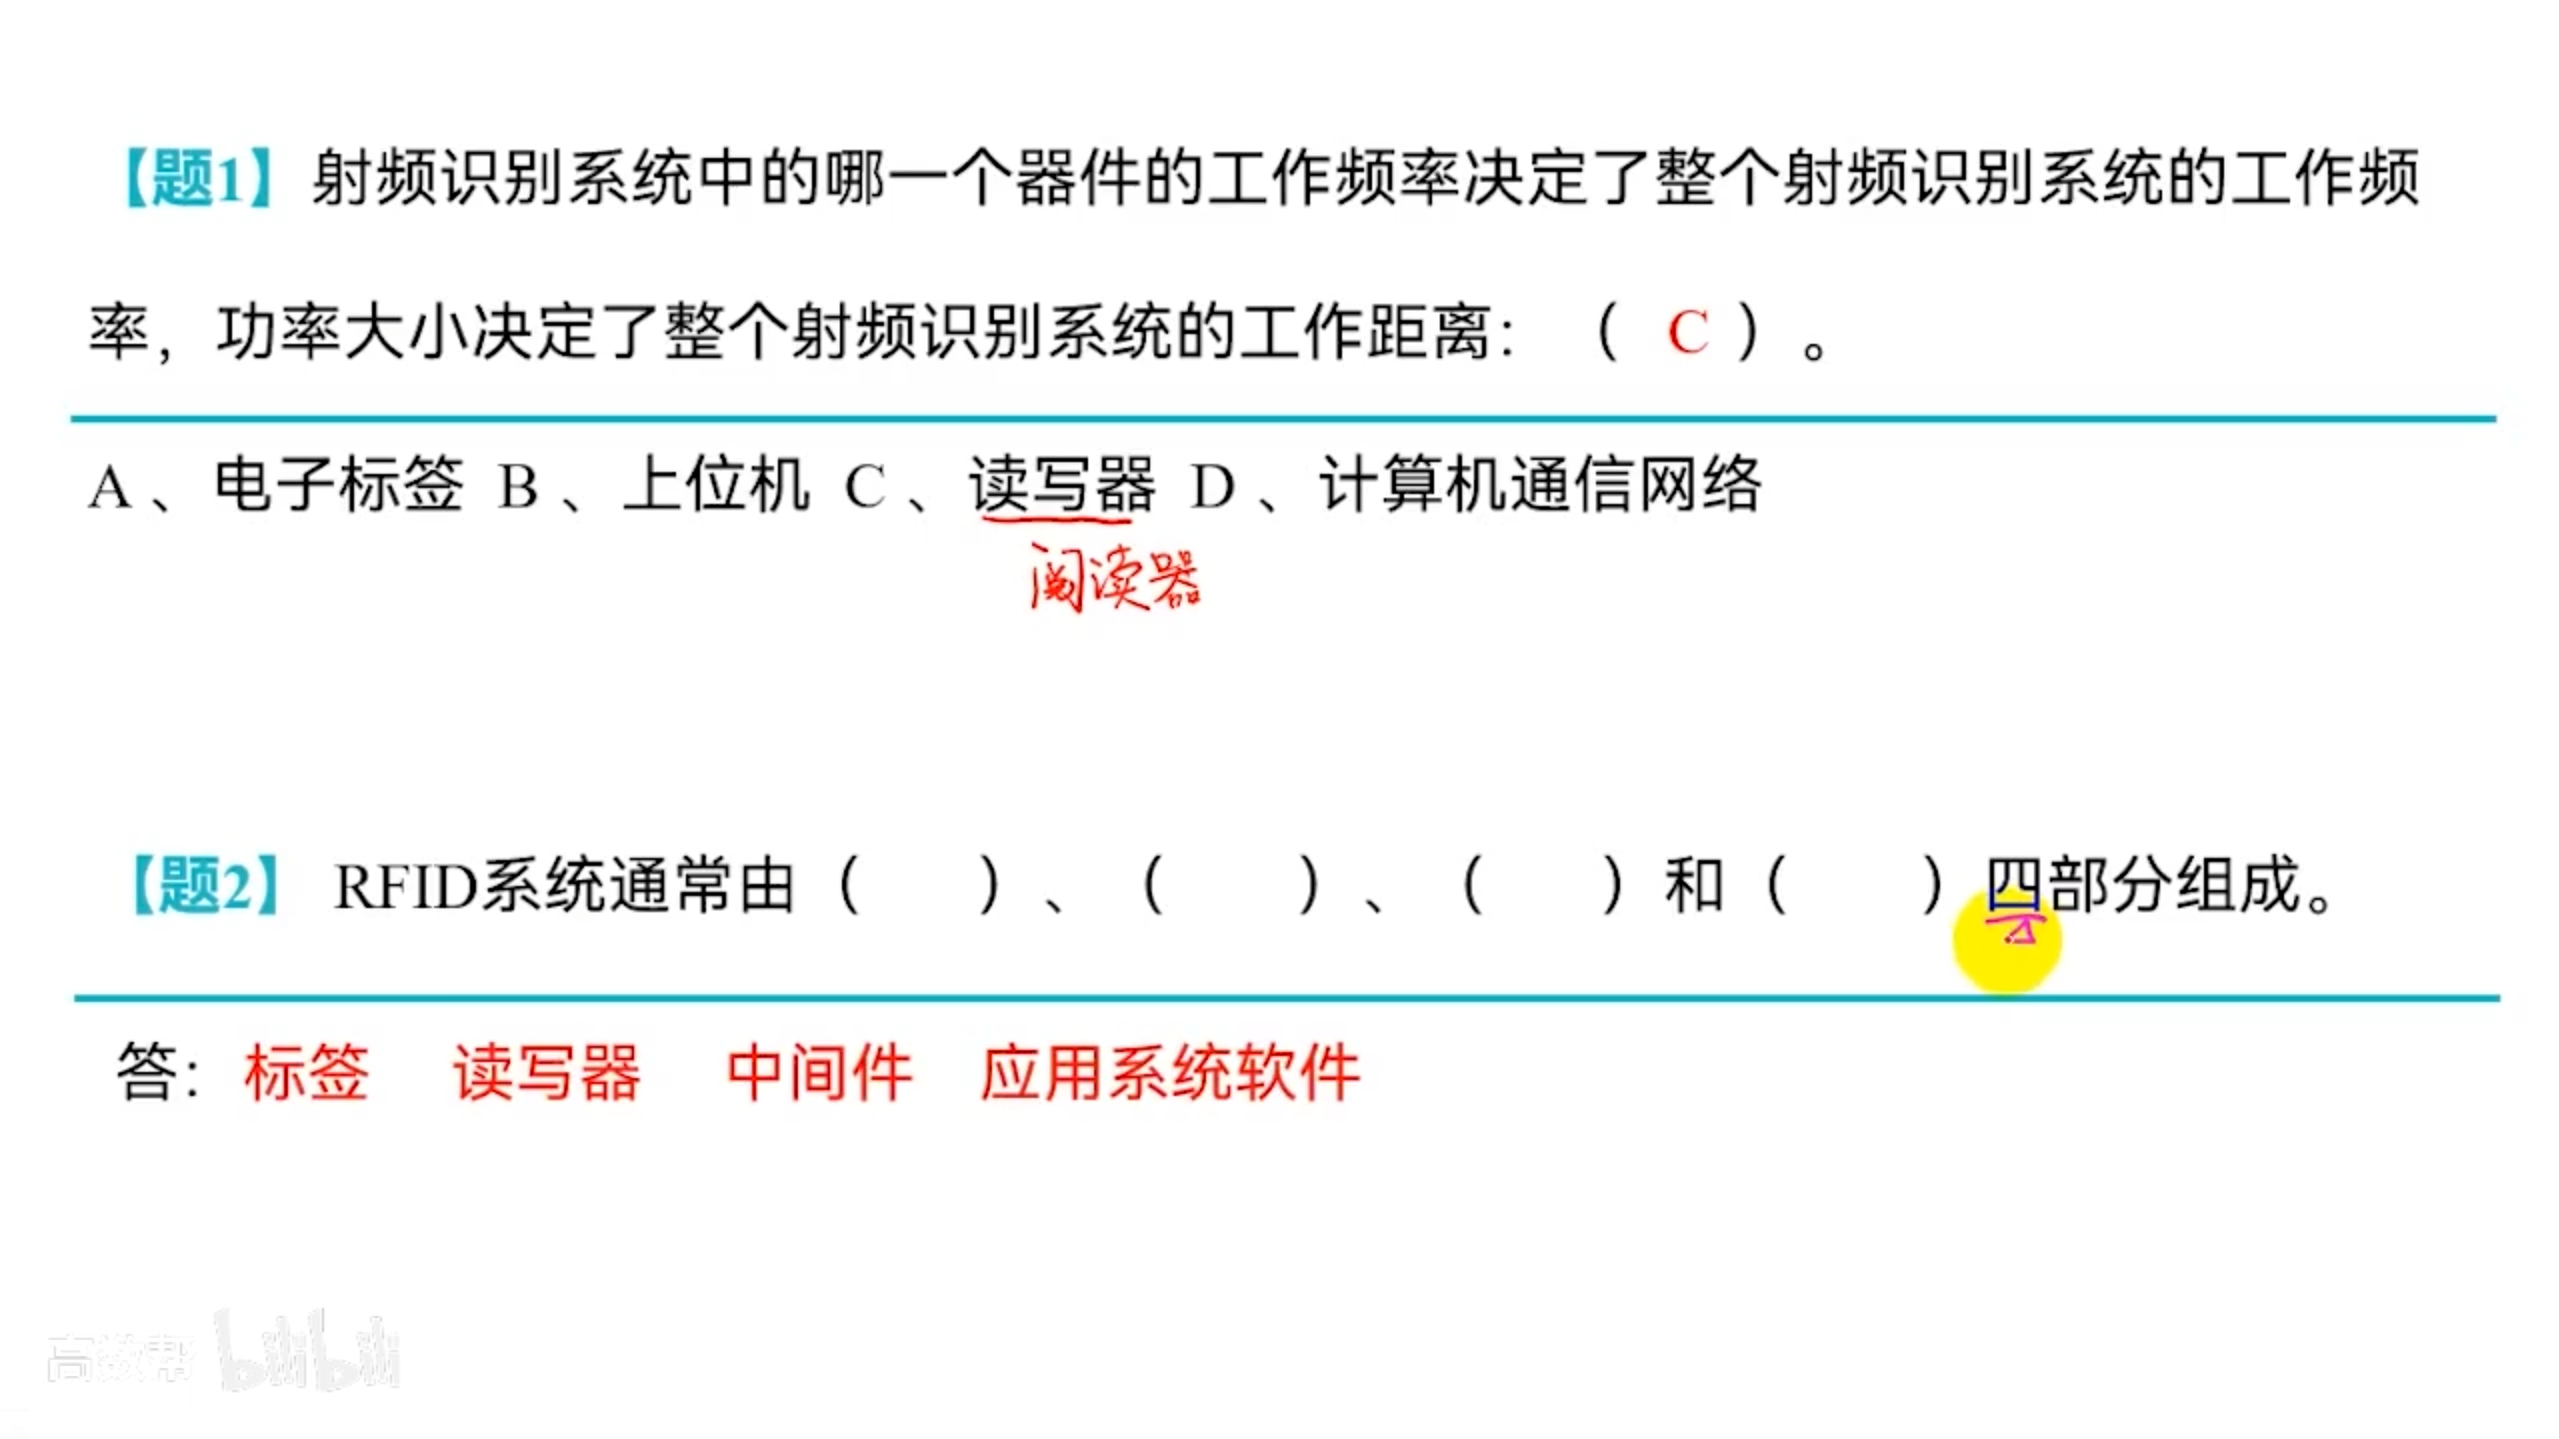 【题1】射频识别系统中的哪一个器件的工作频率决定了整个射频识别系统的工作频
率，功率大小决定了整个射频识别系统的工作距离：（ C ）。
A 、电子标签 B 、上位机 C 、读写器 D 、计算机通信网络
阅读器
【题2】 RFID系统通常由（ ）、（ ）、（ ）和（ ）四部分组成。
答：标签 读写器 中间件 应用系统软件
高数帮 bilibili